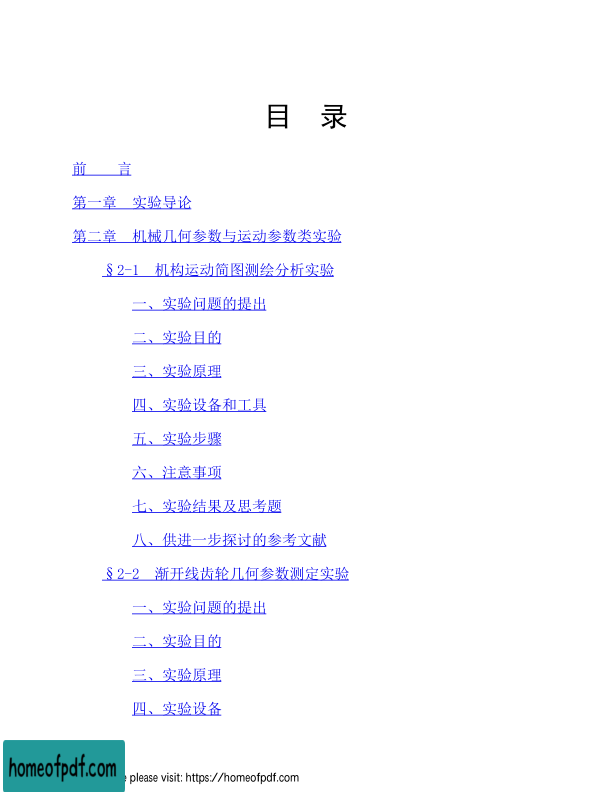 目　录
前　　言
第一章　实验导论
第二章　机械几何参数与运动参数类实验
§2-1　机构运动简图测绘分析实验
一、实验问题的提出
二、实验目的
三、实验原理
四、实验设备和工具
五、实验步骤
六、注意事项
七、实验结果及思考题
八、供进一步探讨的参考文献
§2-2　渐开线齿轮几何参数测定实验
一、实验问题的提出
二、实验目的
三、实验原理
四、实验设备
homeofpdf.com
please visit: https://homeofpdf.com